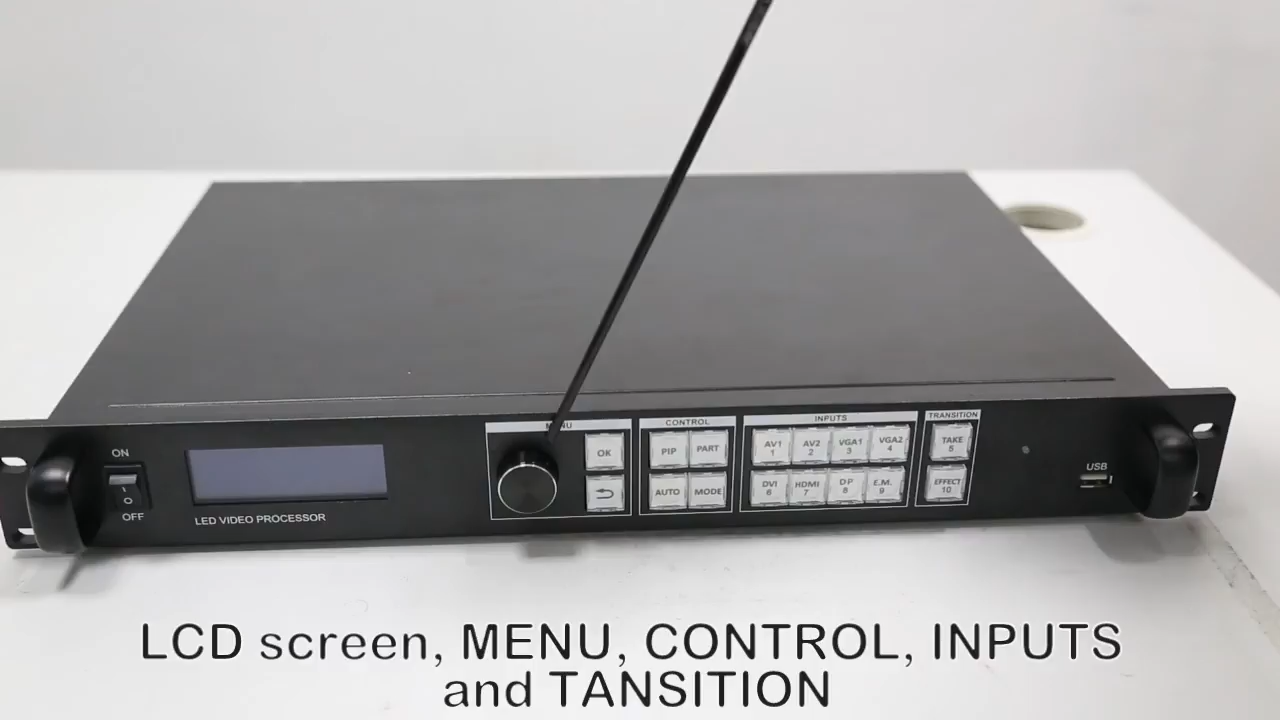 ON
OFF
LED VIDEO PROCESSOR
OK
CONTROL
PIP PART
AUTO MODE
INPUTS
AV1 1 AV2 2 VGA1 3 VGA2 4
DVI 6 HDMI 7 DP 8 E.M. 9
TRANSITION
TAKE 5
EFFECT 10
USB
LCD screen, MENU, CONTROL, INPUTS
and TANSITION